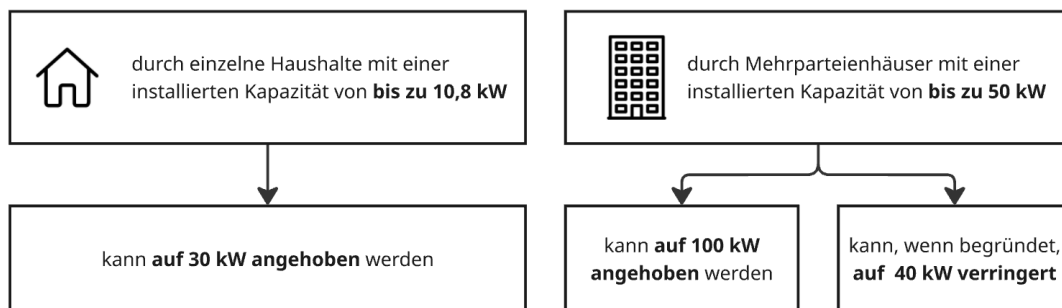 durch einzelne Haushalte mit einer
installierten Kapazität von bis zu 10,8 kW
durch Mehrparteienhäuser mit einer
installierten Kapazität von bis zu 50 kW
kann auf 30 kW angehoben werden
kann auf 100 kW
angehoben werden
kann, wenn begründet,
auf 40 kW verringert